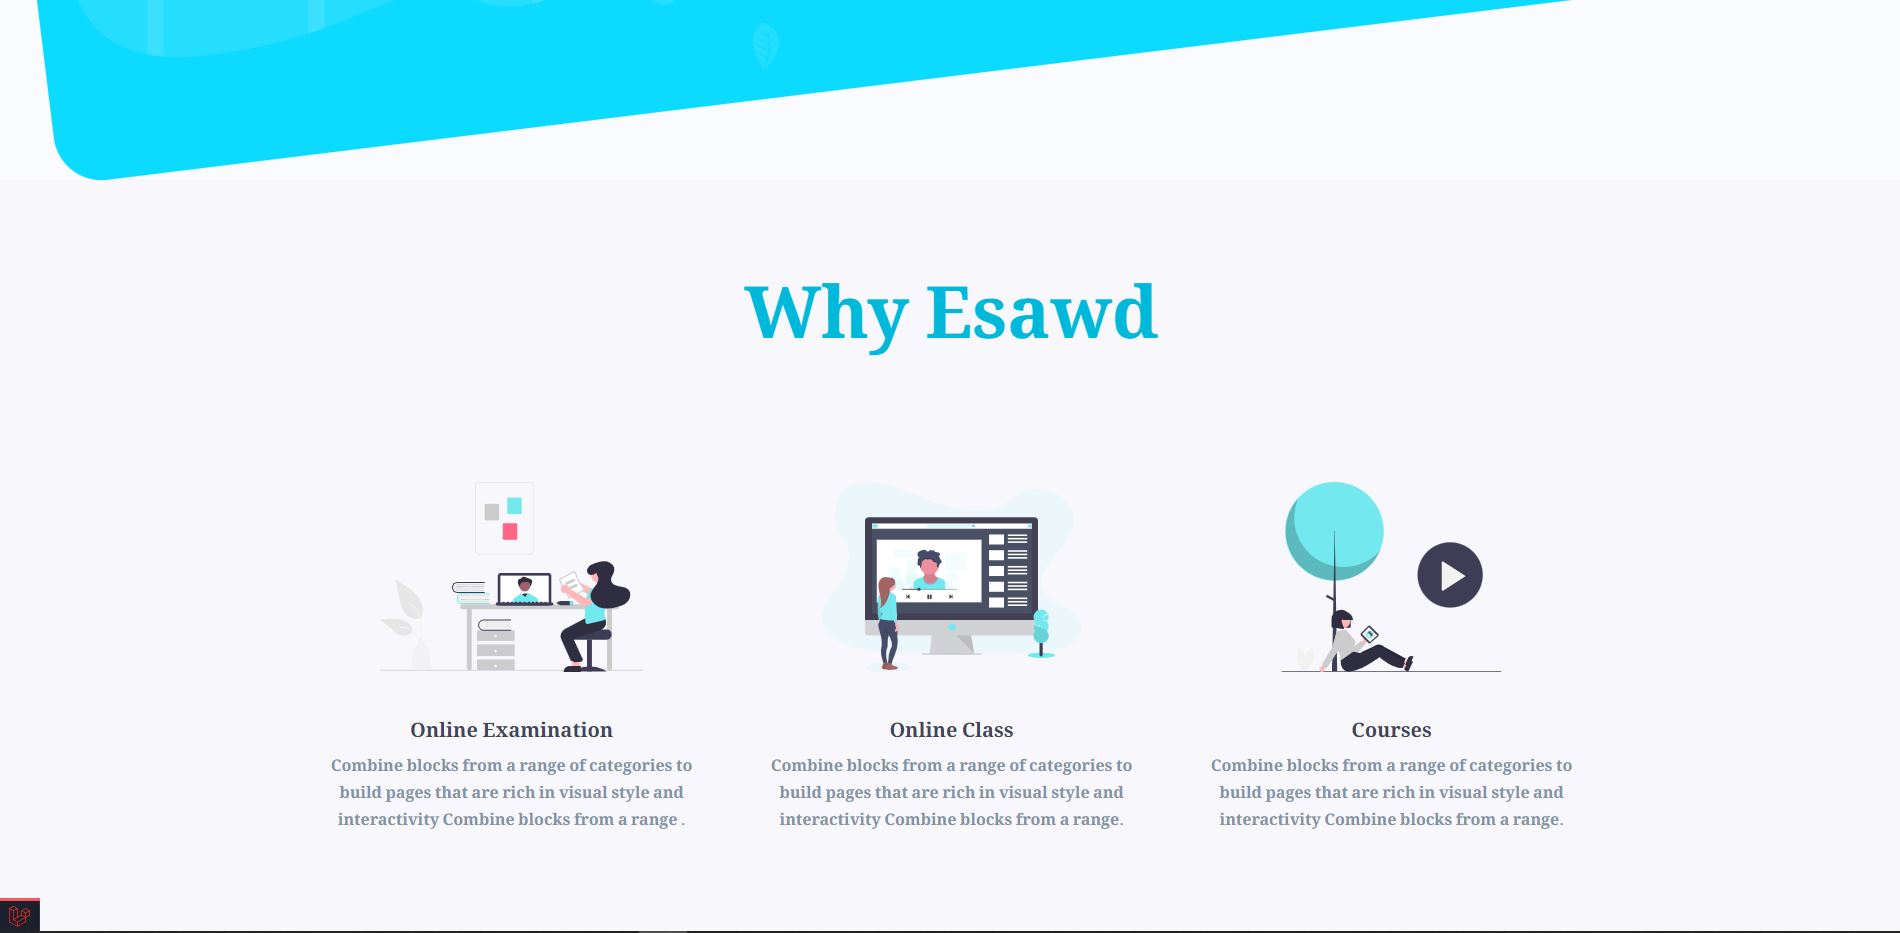 Why Esawd
Online Examination
Combine blocks from a range of categories to
build pages that are rich in visual style and
interactivity Combine blocks from a range .
Online Class
Combine blocks from a range of categories to
build pages that are rich in visual style and
interactivity Combine blocks from a range.
Courses
Combine blocks from a range of categories to
build pages that are rich in visual style and
interactivity Combine blocks from a range.